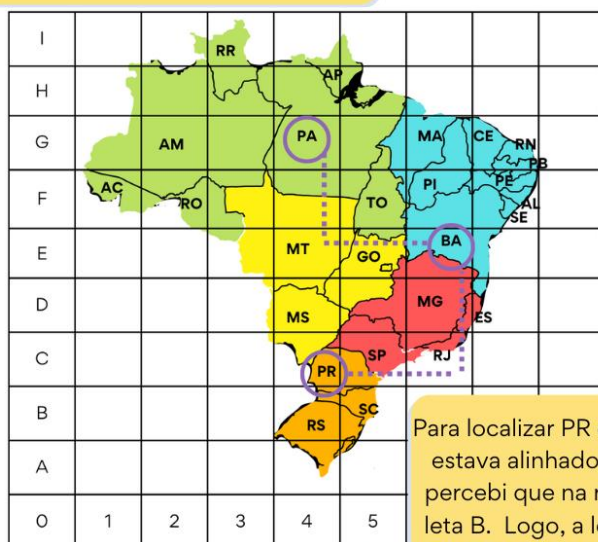 I
RR
AP
H
PA
MA
CE
G
AM
RN
PB
PI
PE
AC
F
RO
TO
AL
SE
BA
E
MT
GO
MG
D
MS
ES
SP
RJ
C
PR
SC
B
RS
A
0 1 2 3 4 5
Para localizar PR
estava alinhado
percebi que na
leta B. Logo, a